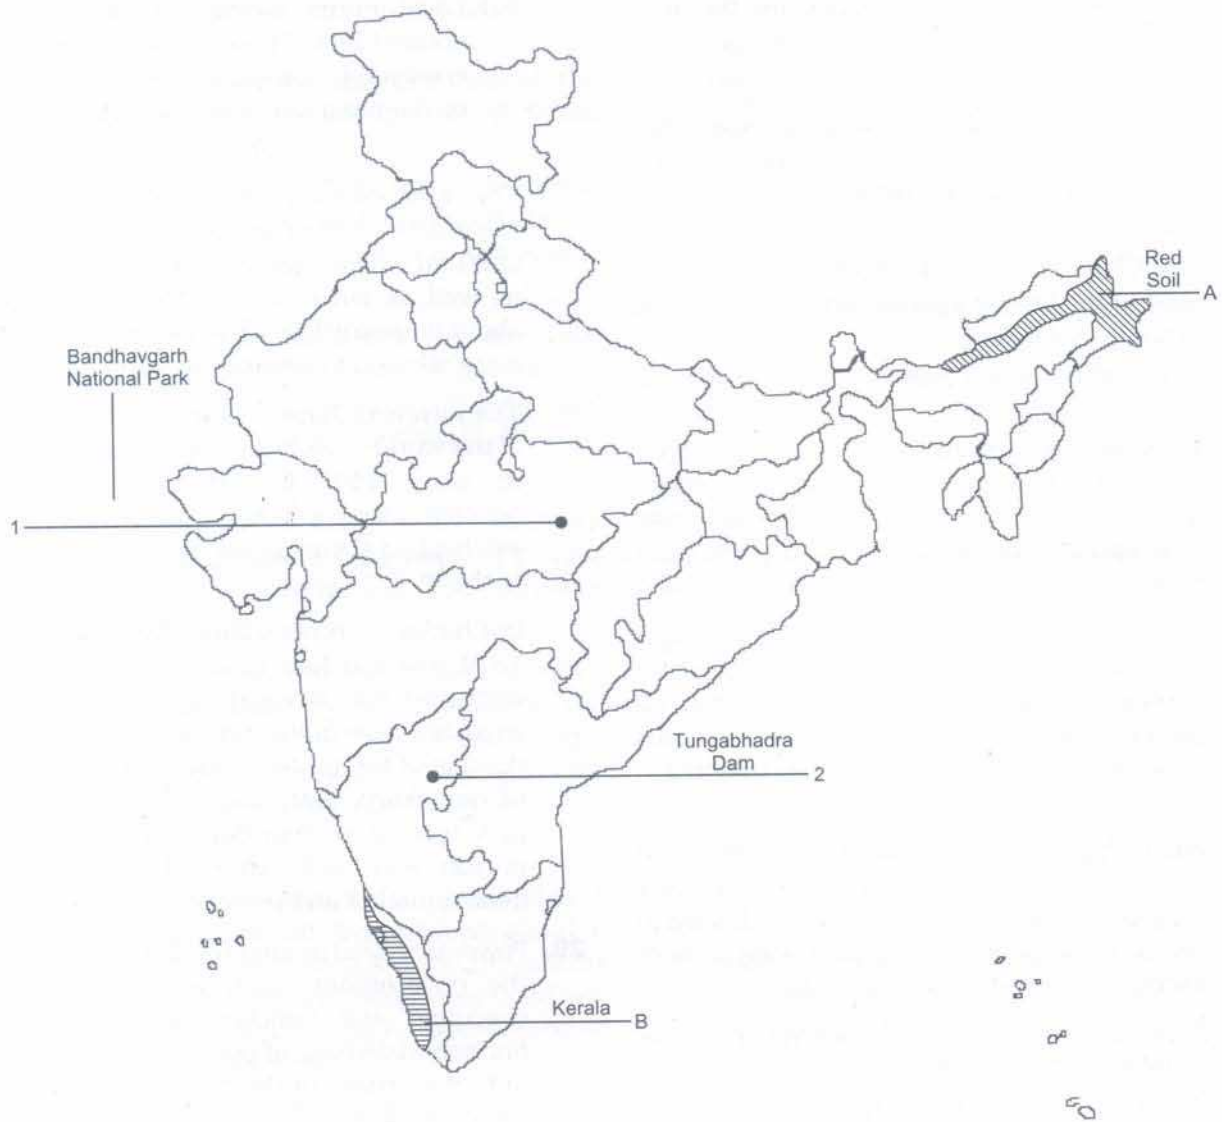 Red
Soil
A
Bandhavgarh
National Park
1
Tungabhadra
Dam
2
Kerala
B